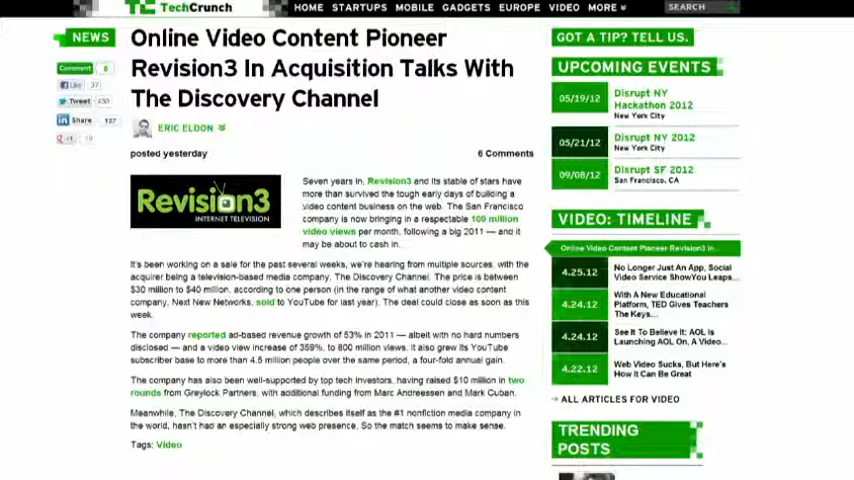 TC TechCrunch
HOME STARTUPS MOBILE GADGETS EUROPE VIDEO MORE
SEARCH
NEWS
Online Video Content Pioneer
Revision3 In Acquisition Talks With
The Discovery Channel
Comment 6
Like 37
Tweet 430
Share 137
ERIC ELDON
posted yesterday
6 Comments
Revision3
INTERNET TELEVISION
Seven years in, Revision3 and its stable of stars have
more than survived the tough early days of building a
video content business on the web. The San Francisco
company is now bringing in a respectable 100 million
video views per month, following a big 2011 — and it
may be about to cash in.
It's been working on a sale for the past several weeks, we're hearing from multiple sources, with the
acquirer being a television-based media company, The Discovery Channel. The price is between
$30 million to $40 million, according to one person (in the range of what another video content
company, Next New Networks, sold to YouTube for last year). The deal could close as soon as this
week.
The company reported ad-based revenue growth of 53% in 2011 — albeit with no hard numbers
disclosed — and a video view increase of 359%, to 800 million views. It also grew its YouTube
subscriber base to more than 4.5 million people over the same period, a four-fold annual gain.
The company has also been well-supported by top tech investors, having raised $10 million in two
rounds from Greylock Partners, with additional funding from Marc Andreessen and Mark Cuban.
Meanwhile, The Discovery Channel, which describes itself as the #1 nonfiction media company in
the world, hasn't had an especially strong web presence. So the match seems to make sense.
Tags: Video
GOT A TIP? TELL US.
UPCOMING EVENTS
05/19/12
Disrupt NY
Hackathon 2012
New York City
05/21/12
Disrupt NY 2012
New York City
09/08/12
Disrupt SF 2012
San Francisco, CA
VIDEO: TIMELINE
Online Video Content Pioneer Revision3 In...
4.25.12
No Longer Just An App, Social
Video Service ShowYou Leaps...
4.24.12
With A New Educational
Platform, TED Gives Teachers
The Keys...
4.24.12
See It To Believe It: AOL Is
Launching AOL On, A Video...
4.22.12
Web Video Sucks, But Here's
How It Can Be Great
→ ALL ARTICLES FOR VIDEO
TRENDING
POSTS